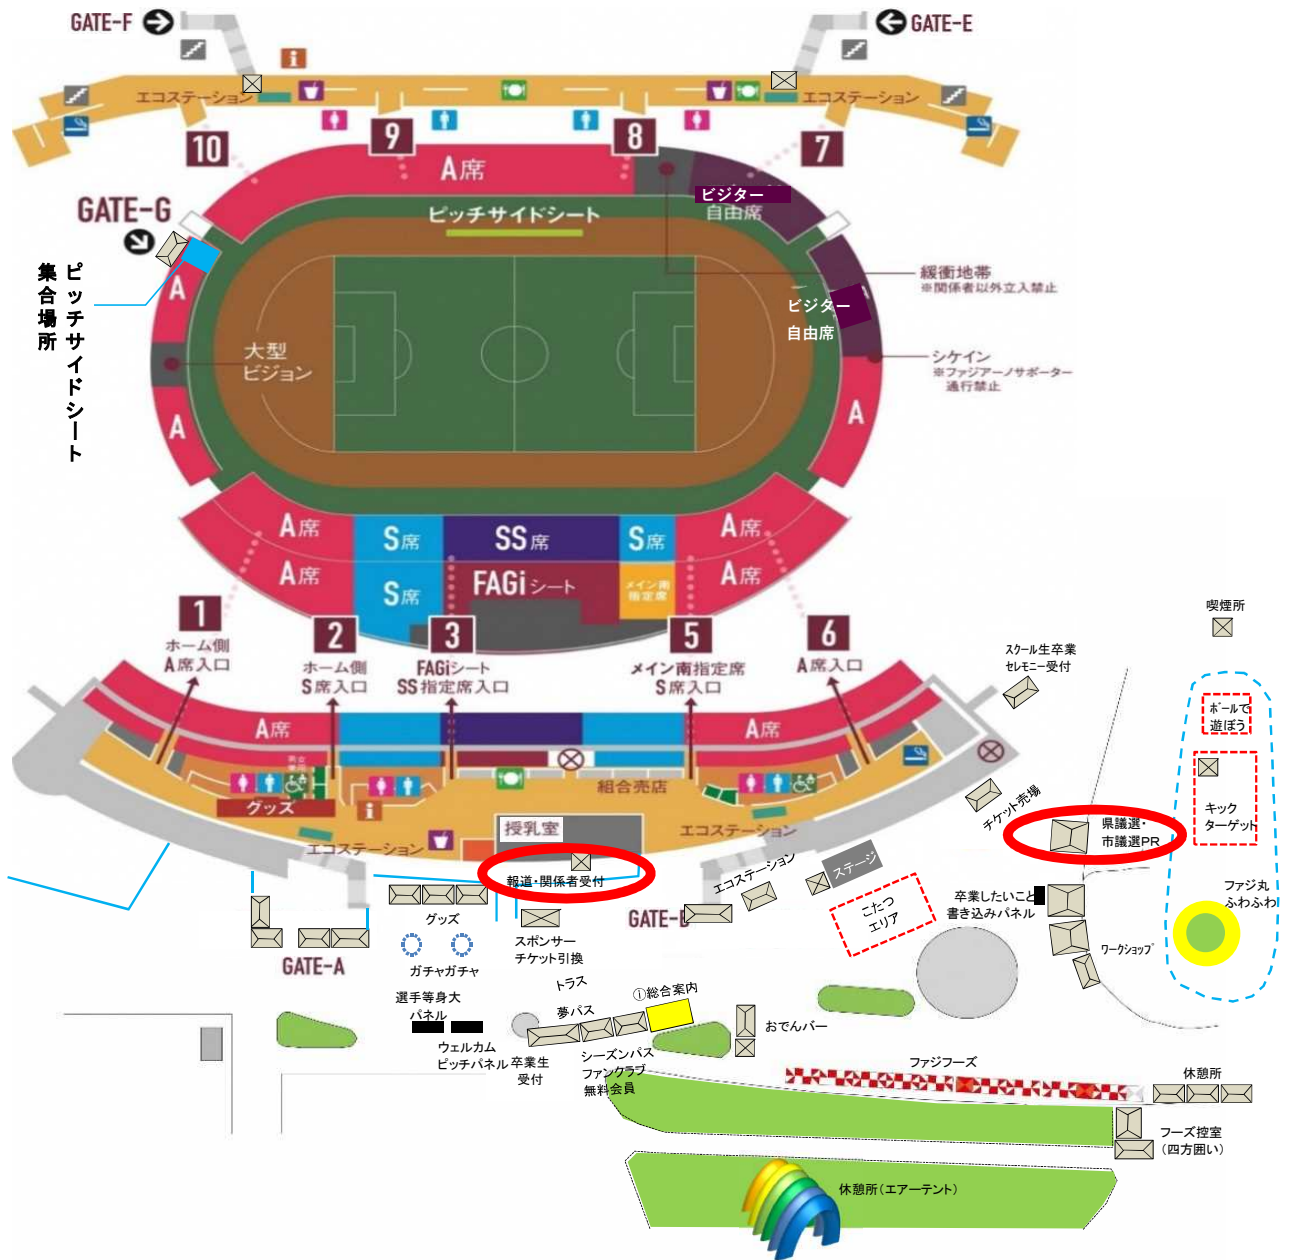 GATE-F
GATE-E
エコステーション
エコステーション
10
9
8
7
A席
ビジター
自由席
GATE-G
ピッチサイドシート
ピッチサイドシート
集合場所
A
緩衝地帯
※関係者以外立入禁止
ビジター
自由席
大型
ビジョン
シケイン
※ファジアーノサポーター
通行禁止
A
A
A席
S席
SS席
S席
A席
A席
S席
FAGiシート
メイン南
指定席
A席
1
ホーム側
A席入口
2
ホーム側
S席入口
3
FAGiシート
SS指定席入口
5
メイン南指定席
S席入口
6
A席入口
喫煙所
スクール生卒業
セレモニー受付
ボールで
遊ぼう
A席
A席
組合売店
グッズ
授乳室
エコステーション
エコステーション
チケット売場
県議選・
市議選PR
キック
ターゲット
報道・関係者受付
エコステーション
ステージ
こたつ
エリア
卒業したいこと
書き込みパネル
ファジ丸
ふわふわ
グッズ
GATE-B
スポンサー
チケット引換
ワークショップ
GATE-A
ガチャガチャ
トラス
選手等身大
パネル
夢パス
ⓘ総合案内
おでんバー
ウェルカム
ピッチパネル
卒業生
受付
シーズンパス
ファンクラブ
無料会員
ファジフーズ
休憩所
フーズ控室
(四方囲い)
休憩所(エアーテント)